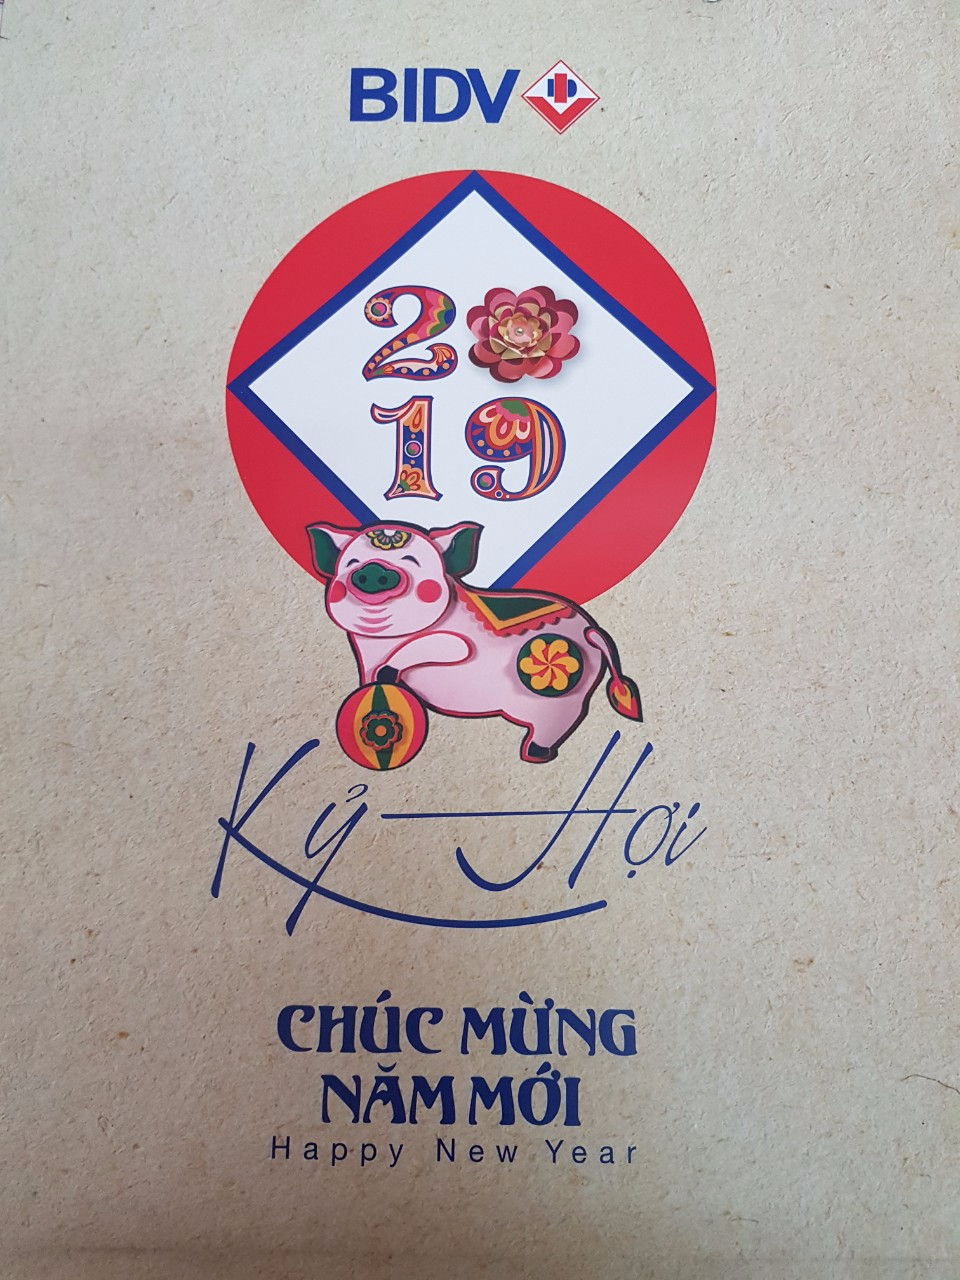 BIDV
2019
Kỷ Hợi
CHÚC MỪNG
NĂM MỚI
Happy New Year